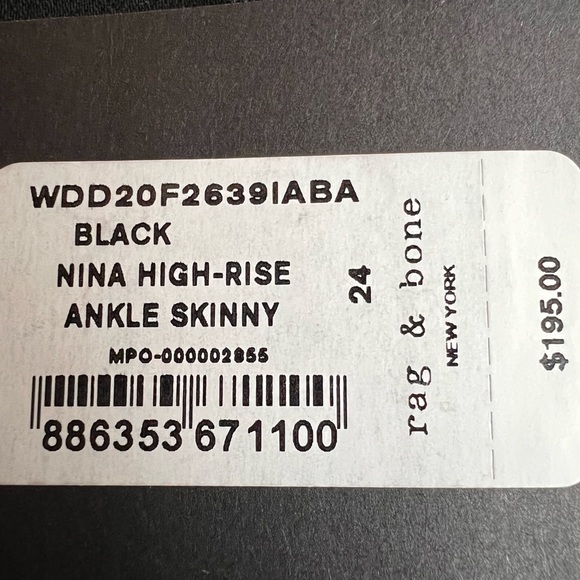 WDD20F2639IABA
BLACK
NINA HIGH-RISE
ANKLE SKINNY
MPO-000002855
886353 671100
24
rag & bone
NEW YORK
$195.00